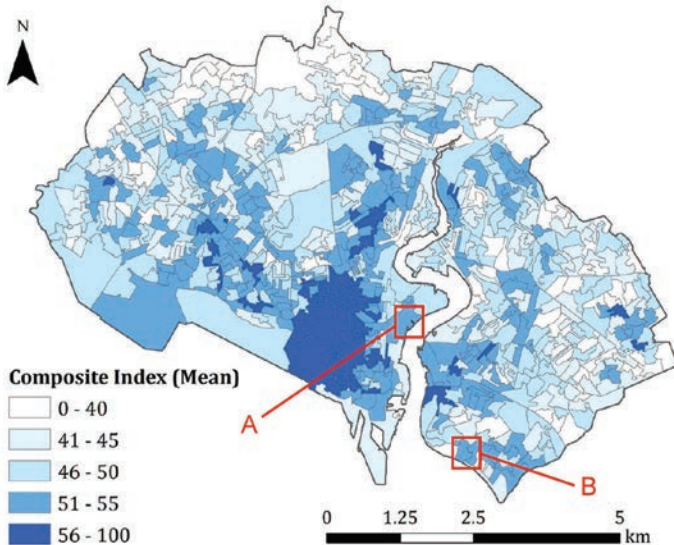 N
A
B
Composite Index (Mean)
0 - 40
41 - 45
46 - 50
51 - 55
56 - 100
0 1.25 2.5 5
km